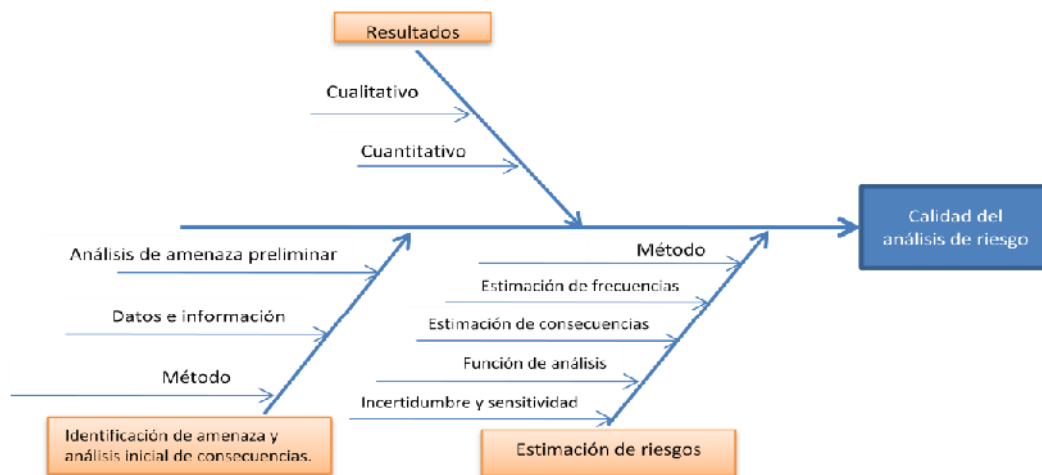 Resultados
Cualitativo
Cuantitativo
Calidad del
análisis de riesgo
Análisis de amenaza preliminar
Datos e información
Método
Identificación de amenaza y
análisis inicial de consecuencias.
Método
Estimación de frecuencias
Estimación de consecuencias
Función de análisis
Incertidumbre y sensitividad
Estimación de riesgos